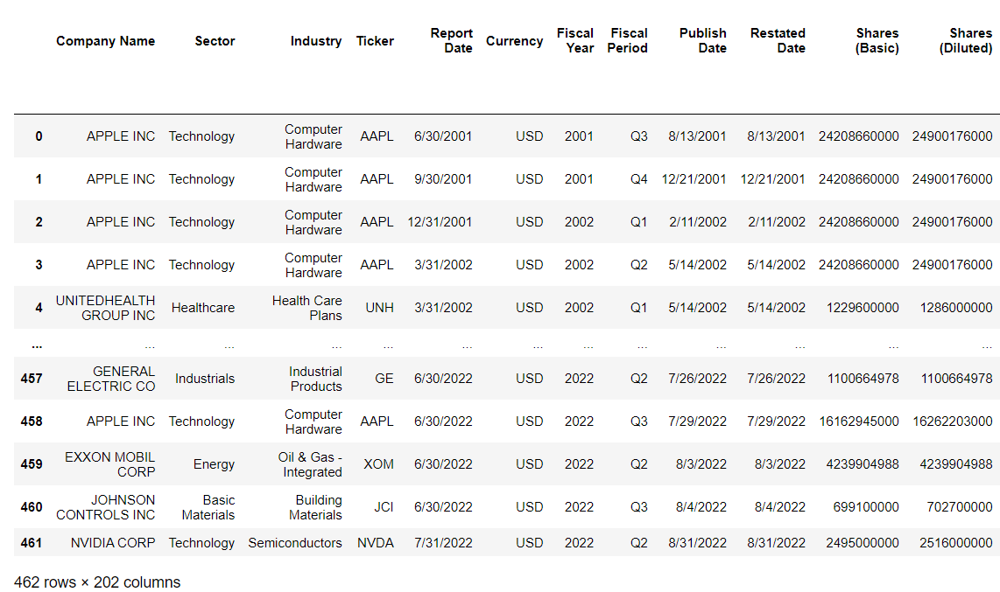 Company Name Sector Industry Ticker Report Date Currency Fiscal Year Fiscal Period Publish Date Restated Date Shares (Basic) Shares (Diluted)
0 APPLE INC Technology Computer Hardware AAPL 6/30/2001 USD 2001 Q3 8/13/2001 8/13/2001 24208660000 24900176000
1 APPLE INC Technology Computer Hardware AAPL 9/30/2001 USD 2001 Q4 12/21/2001 12/21/2001 24208660000 24900176000
2 APPLE INC Technology Computer Hardware AAPL 12/31/2001 USD 2002 Q1 2/11/2002 2/11/2002 24208660000 24900176000
3 APPLE INC Technology Computer Hardware AAPL 3/31/2002 USD 2002 Q2 5/14/2002 5/14/2002 24208660000 24900176000
4 UNITEDHEALTH GROUP INC Healthcare Health Care Plans UNH 3/31/2002 USD 2002 Q1 5/14/2002 5/14/2002 1229600000 1286000000
... ... ... ... ... ... ... ... ... ... ... ... ...
457 GENERAL ELECTRIC CO Industrials Industrial Products GE 6/30/2022 USD 2022 Q2 7/26/2022 7/26/2022 1100664978 1100664978
458 APPLE INC Technology Computer Hardware AAPL 6/30/2022 USD 2022 Q3 7/29/2022 7/29/2022 16162945000 16262203000
459 EXXON MOBIL CORP Energy Oil & Gas - Integrated XOM 6/30/2022 USD 2022 Q2 8/3/2022 8/3/2022 4239904988 4239904988
460 JOHNSON CONTROLS INC Basic Materials Building Materials JCI 6/30/2022 USD 2022 Q3 8/4/2022 8/4/2022 699100000 702700000
461 NVIDIA CORP Technology Semiconductors NVDA 7/31/2022 USD 2022 Q2 8/31/2022 8/31/2022 2495000000 2516000000
462 rows × 202 columns